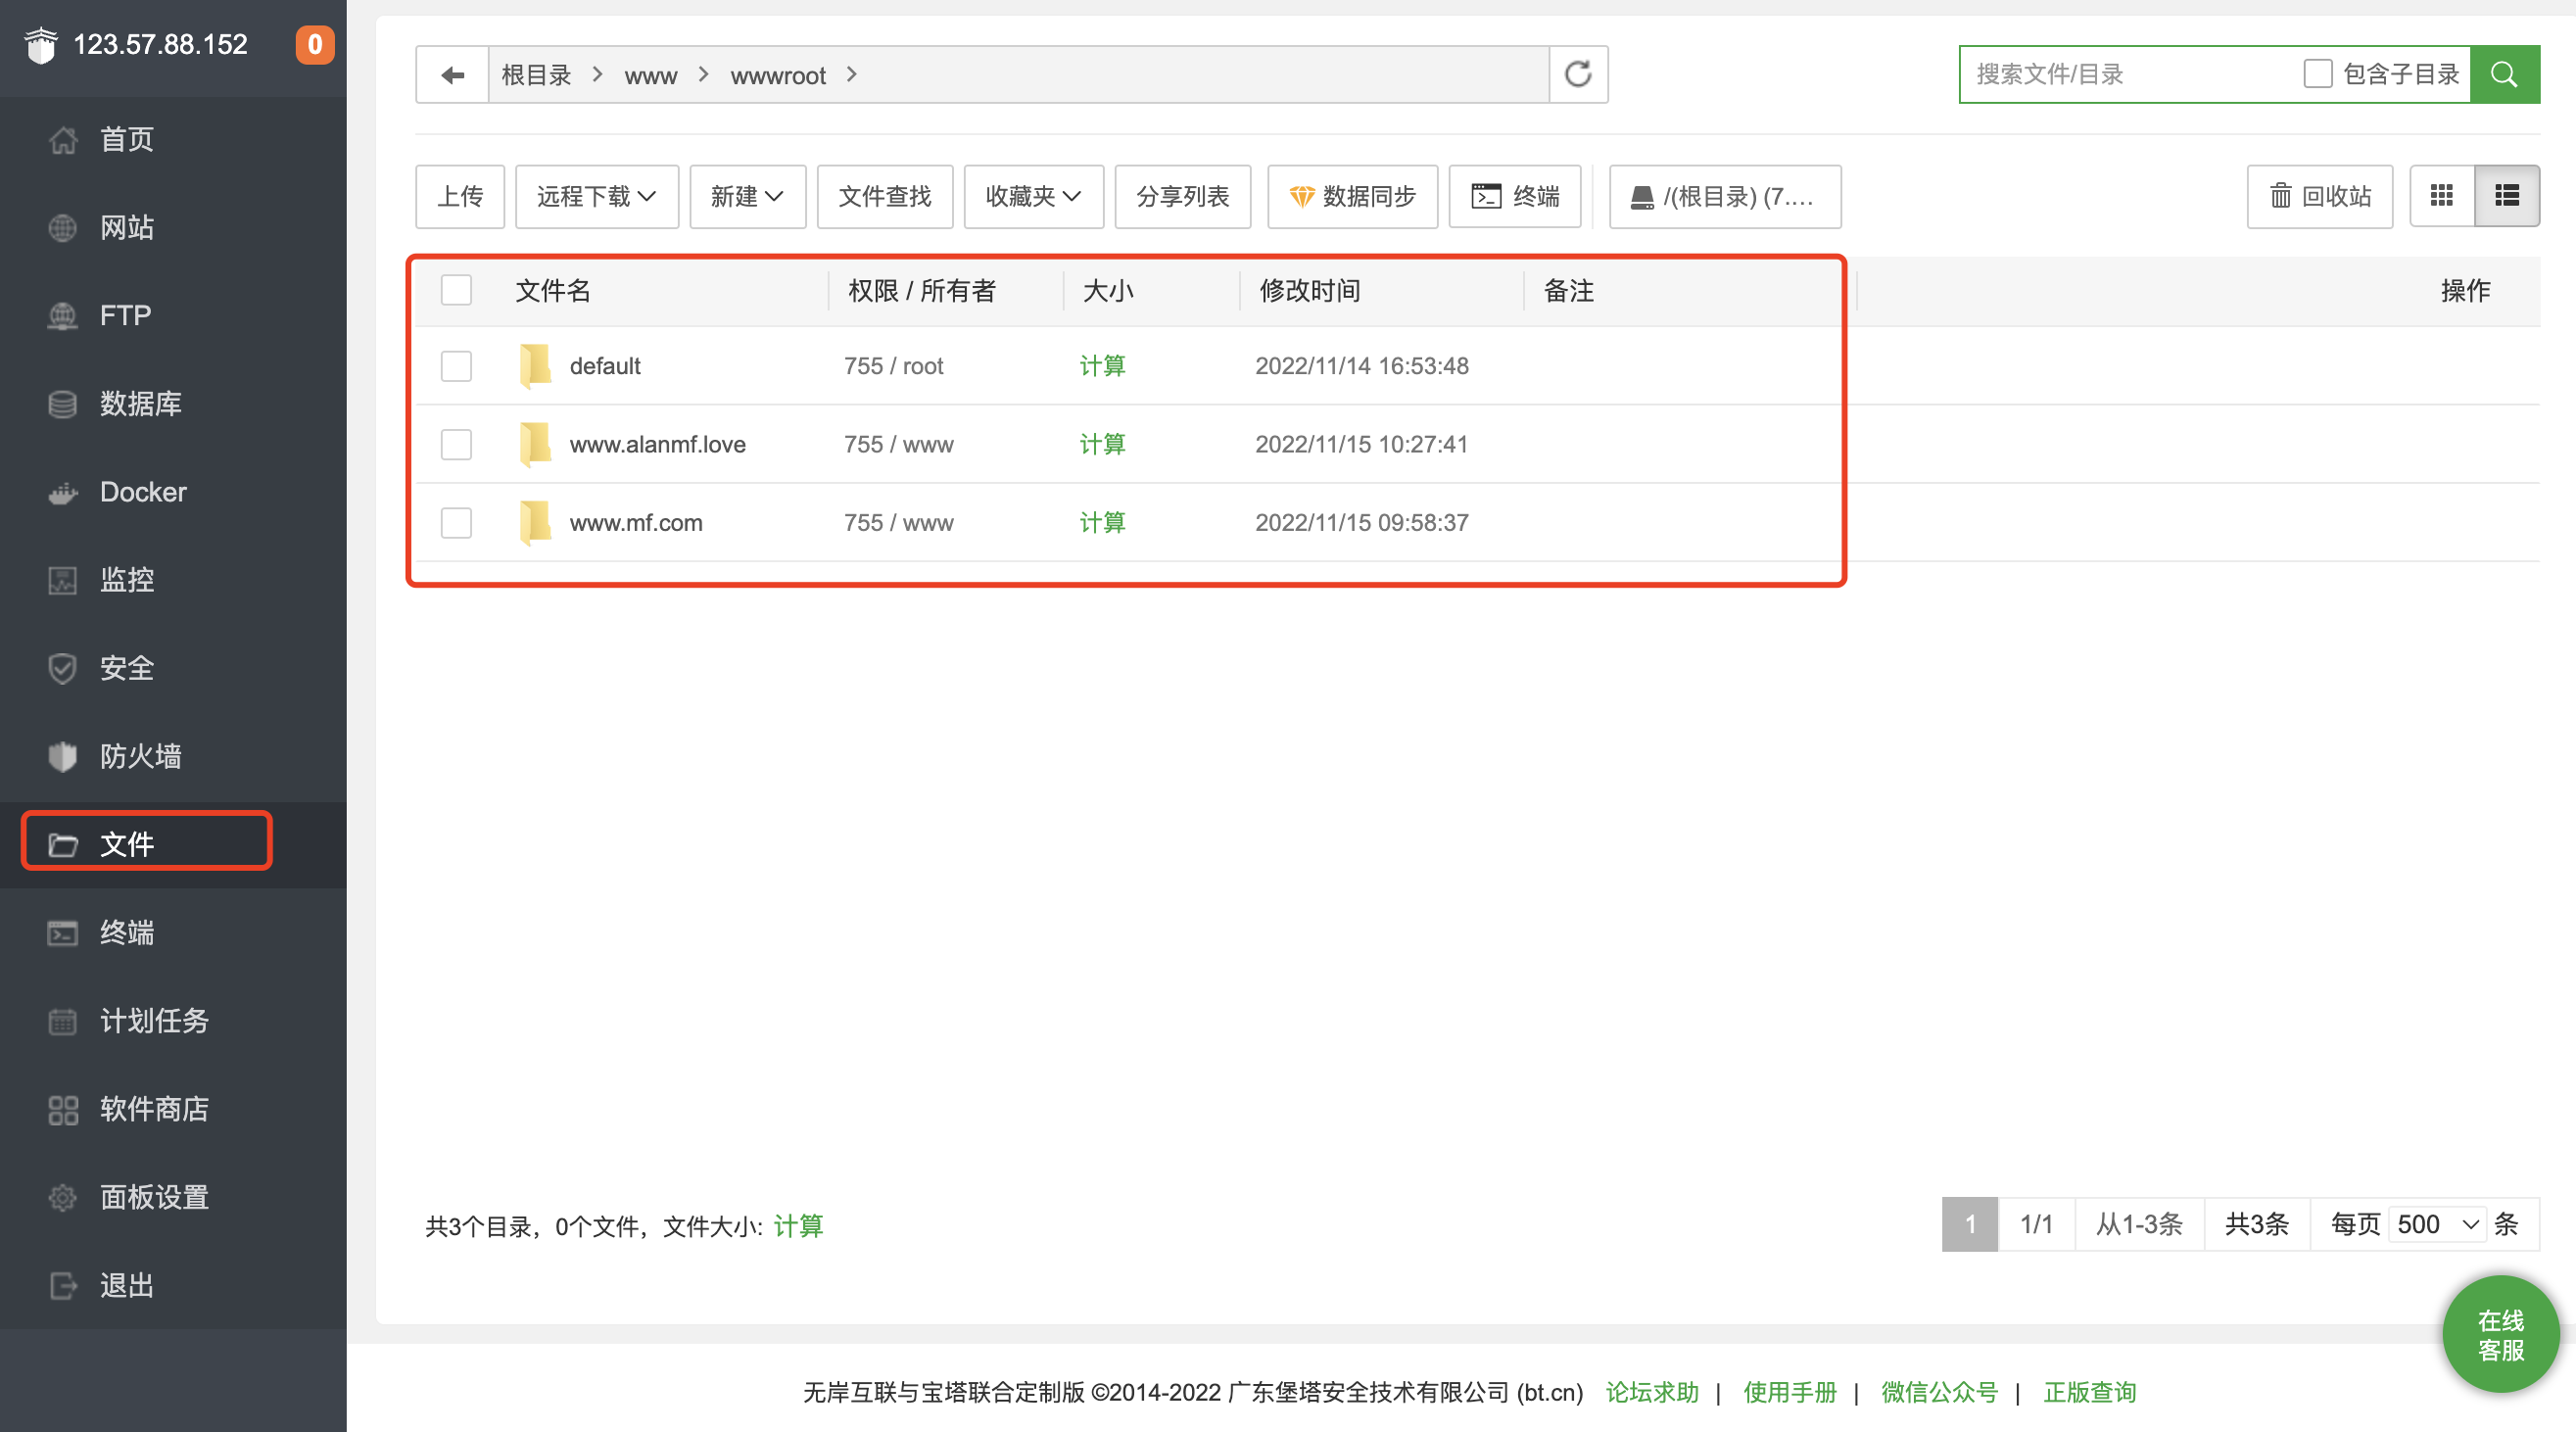 123.57.88.152 0
首页
网站
FTP
数据库
Docker
监控
安全
防火墙
文件
终端
计划任务
软件商店
面板设置
退出
根目录 www wwwroot
搜索文件/目录 包含子目录
上传 远程下载 新建 文件查找 收藏夹 分享列表 数据同步 终端 /(根目录) (7.... 回收站
文件名 权限 / 所有者 大小 修改时间 备注 操作
default 755 / root 计算 2022/11/14 16:53:48
www.alanmf.love 755 / www 计算 2022/11/15 10:27:41
www.mf.com 755 / www 计算 2022/11/15 09:58:37
共3个目录，0个文件，文件大小: 计算
1 1/1 从1-3条 共3条 每页 500 条
在线
客服
无岸互联与宝塔联合定制版 ©2014-2022 广东堡塔安全技术有限公司 (bt.cn) 论坛求助 | 使用手册 | 微信公众号 | 正版查询